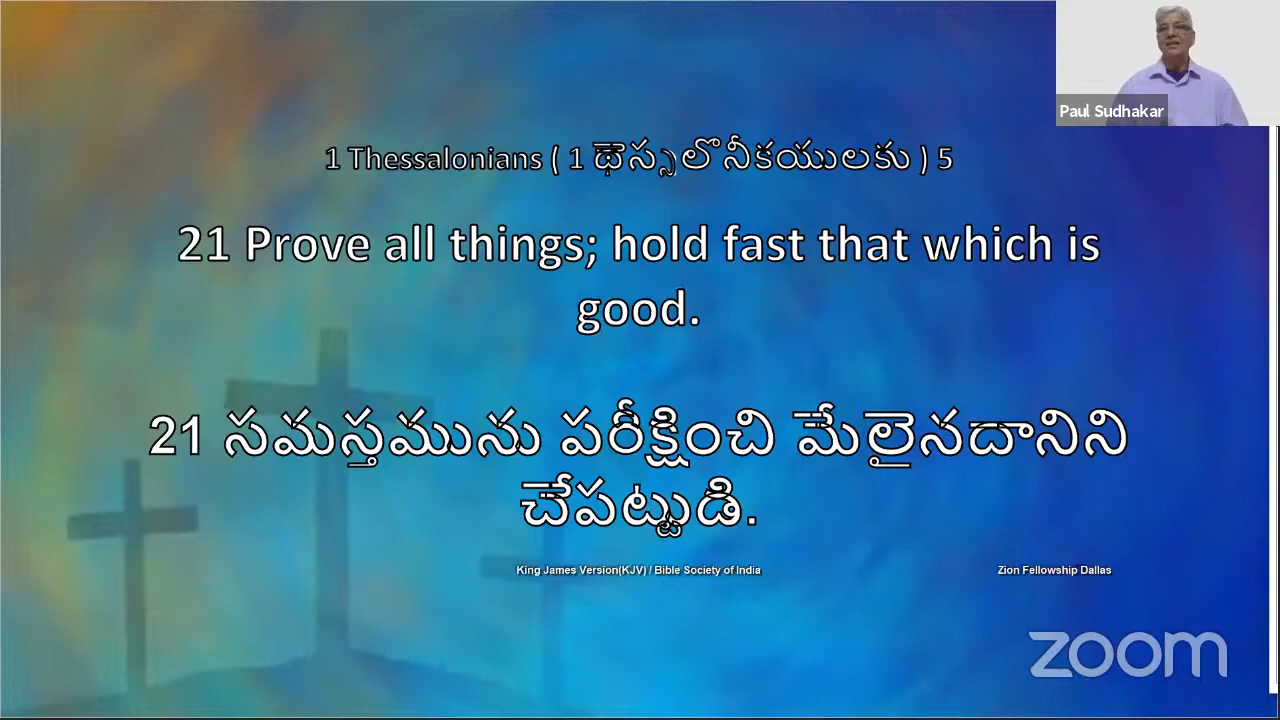 Paul Sudhakar
1 Thessalonians ( 1 థెస్సలొనీకయులకు ) 5
21 Prove all things; hold fast that which is
good.
21 సమస్తమును పరీక్షించి మేలైనదానిని
చేపట్టుడి.
King James Version(KJV) / Bible Society of India
Zion Fellowship Dallas
zoom